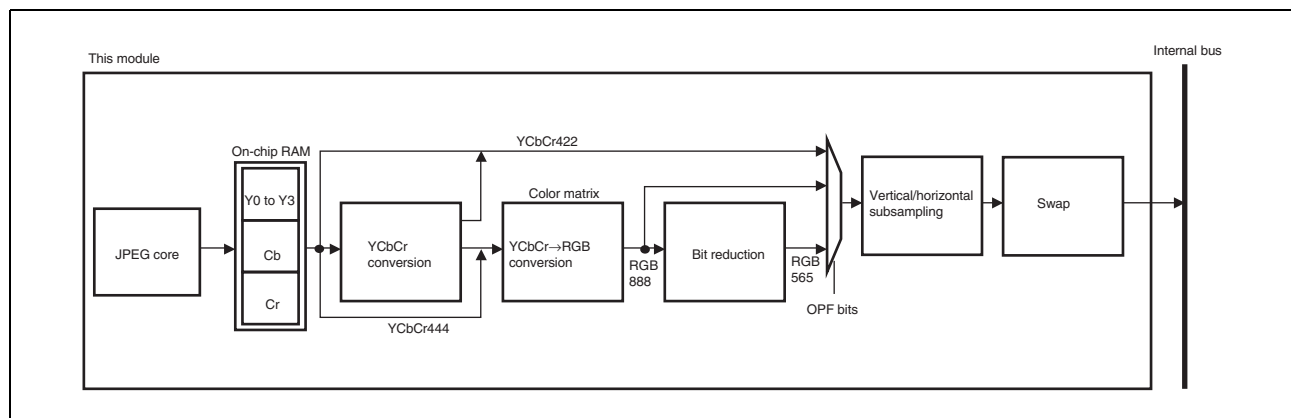 This module
Internal bus
YCbCr422
On-chip RAM
Y0 to Y3
Cb
Cr
JPEG core
YCbCr
conversion
YCbCr444
Color matrix
YCbCr→RGB
conversion
RGB
888
Bit reduction
RGB
565
OPF bits
Vertical/horizontal
subsampling
Swap